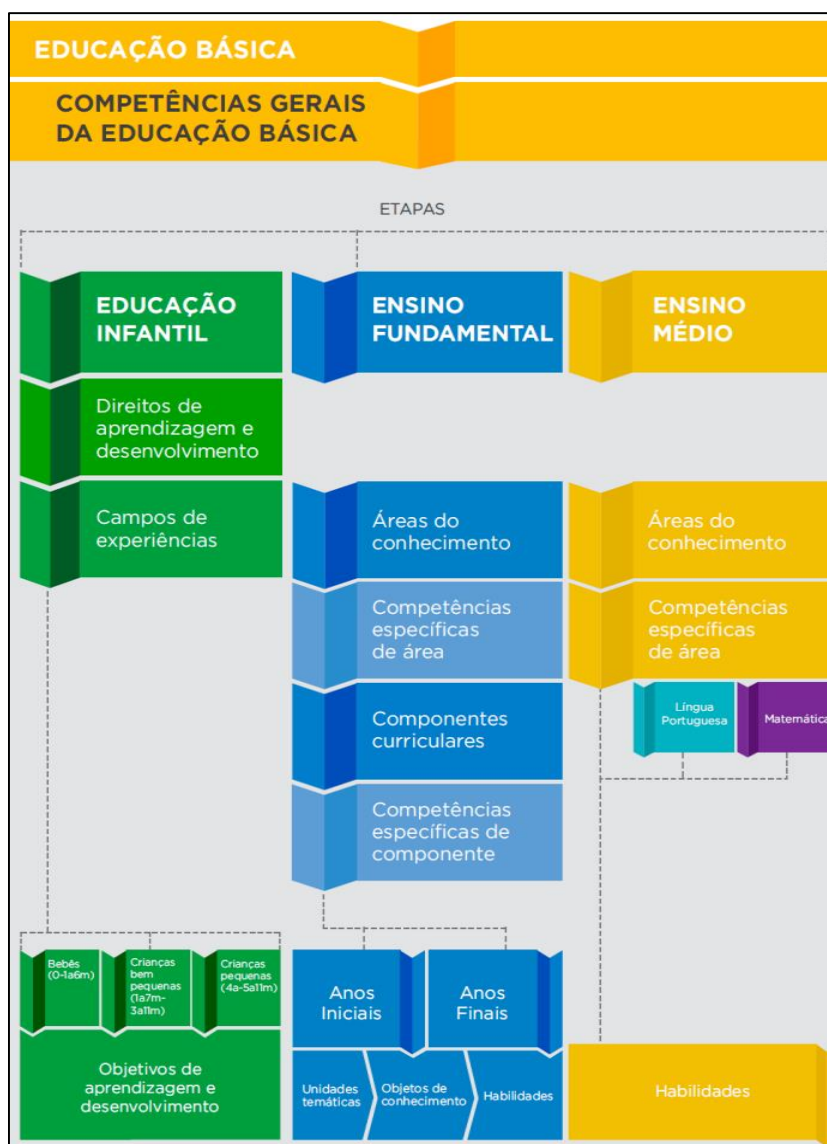 EDUCAÇÃO BÁSICA
COMPETÊNCIAS GERAIS
DA EDUCAÇÃO BÁSICA
ETAPAS
EDUCAÇÃO
INFANTIL
Direitos de
aprendizagem e
desenvolvimento
Campos de
experiências
Bebês
(0-1a6m)
Crianças
bem
pequenas
(1a7m-
3a11m)
Crianças
pequenas
(4a-5a11m)
Objetivos de
aprendizagem e
desenvolvimento
ENSINO
FUNDAMENTAL
Áreas do
conhecimento
Competências
específicas
de área
Componentes
curriculares
Competências
específicas de
componente
Anos
Iniciais
Anos
Finais
Unidades
temáticas
Objetos de
conhecimento
Habilidades
ENSINO
MÉDIO
Áreas do
conhecimento
Competências
específicas
de área
Língua
Portuguesa
Matemática
Habilidades